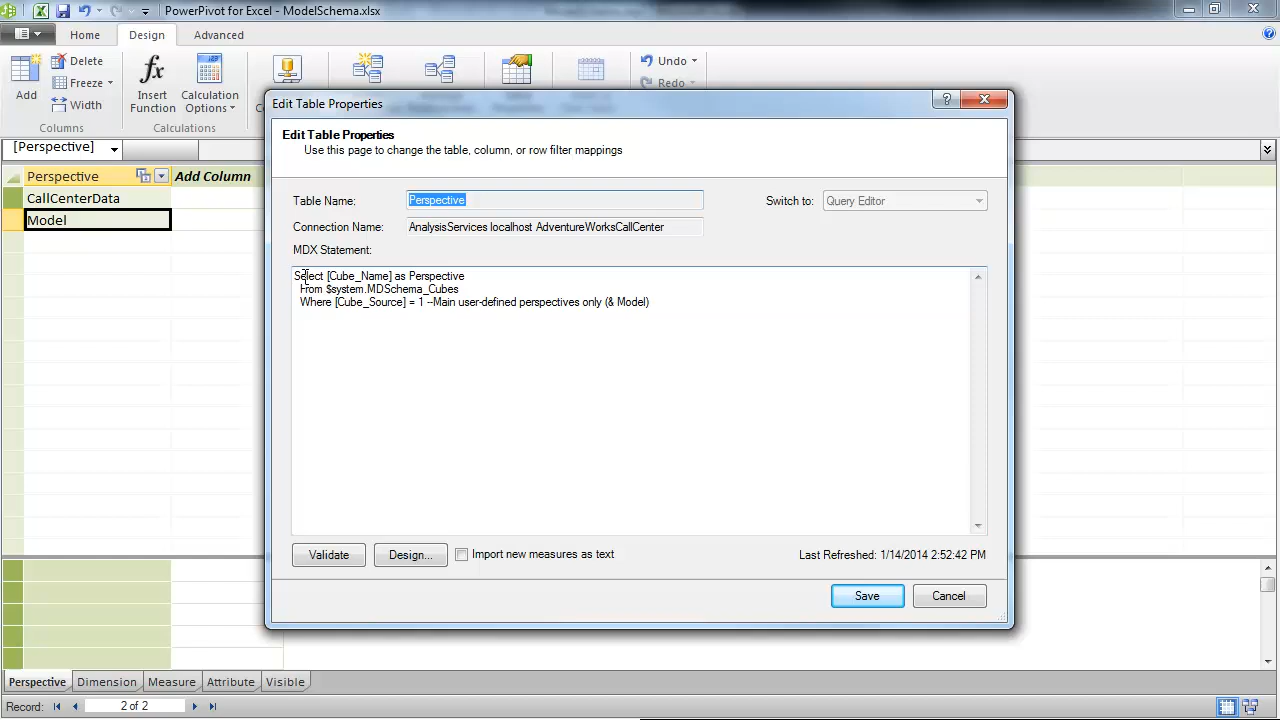 PowerPivot for Excel - ModelSchema.xlsx
Home Design Advanced
Add
Delete
Freeze
Width
Columns
Insert Function
Calculation Options
Calculations
Undo
Redo
[Perspective]
Perspective Add Column
CallCenterData
Model
Edit Table Properties
Edit Table Properties
Use this page to change the table, column, or row filter mappings
Table Name: Perspective Switch to: Query Editor
Connection Name: AnalysisServices localhost AdventureWorksCallCenter
MDX Statement:
Select [Cube_Name] as Perspective
From $system.MDSchema_Cubes
Where [Cube_Source] = 1 --Main user-defined perspectives only (& Model)
Validate Design... Import new measures as text Last Refreshed: 1/14/2014 2:52:42 PM
Save Cancel
Perspective Dimension Measure Attribute Visible
Record: 2 of 2